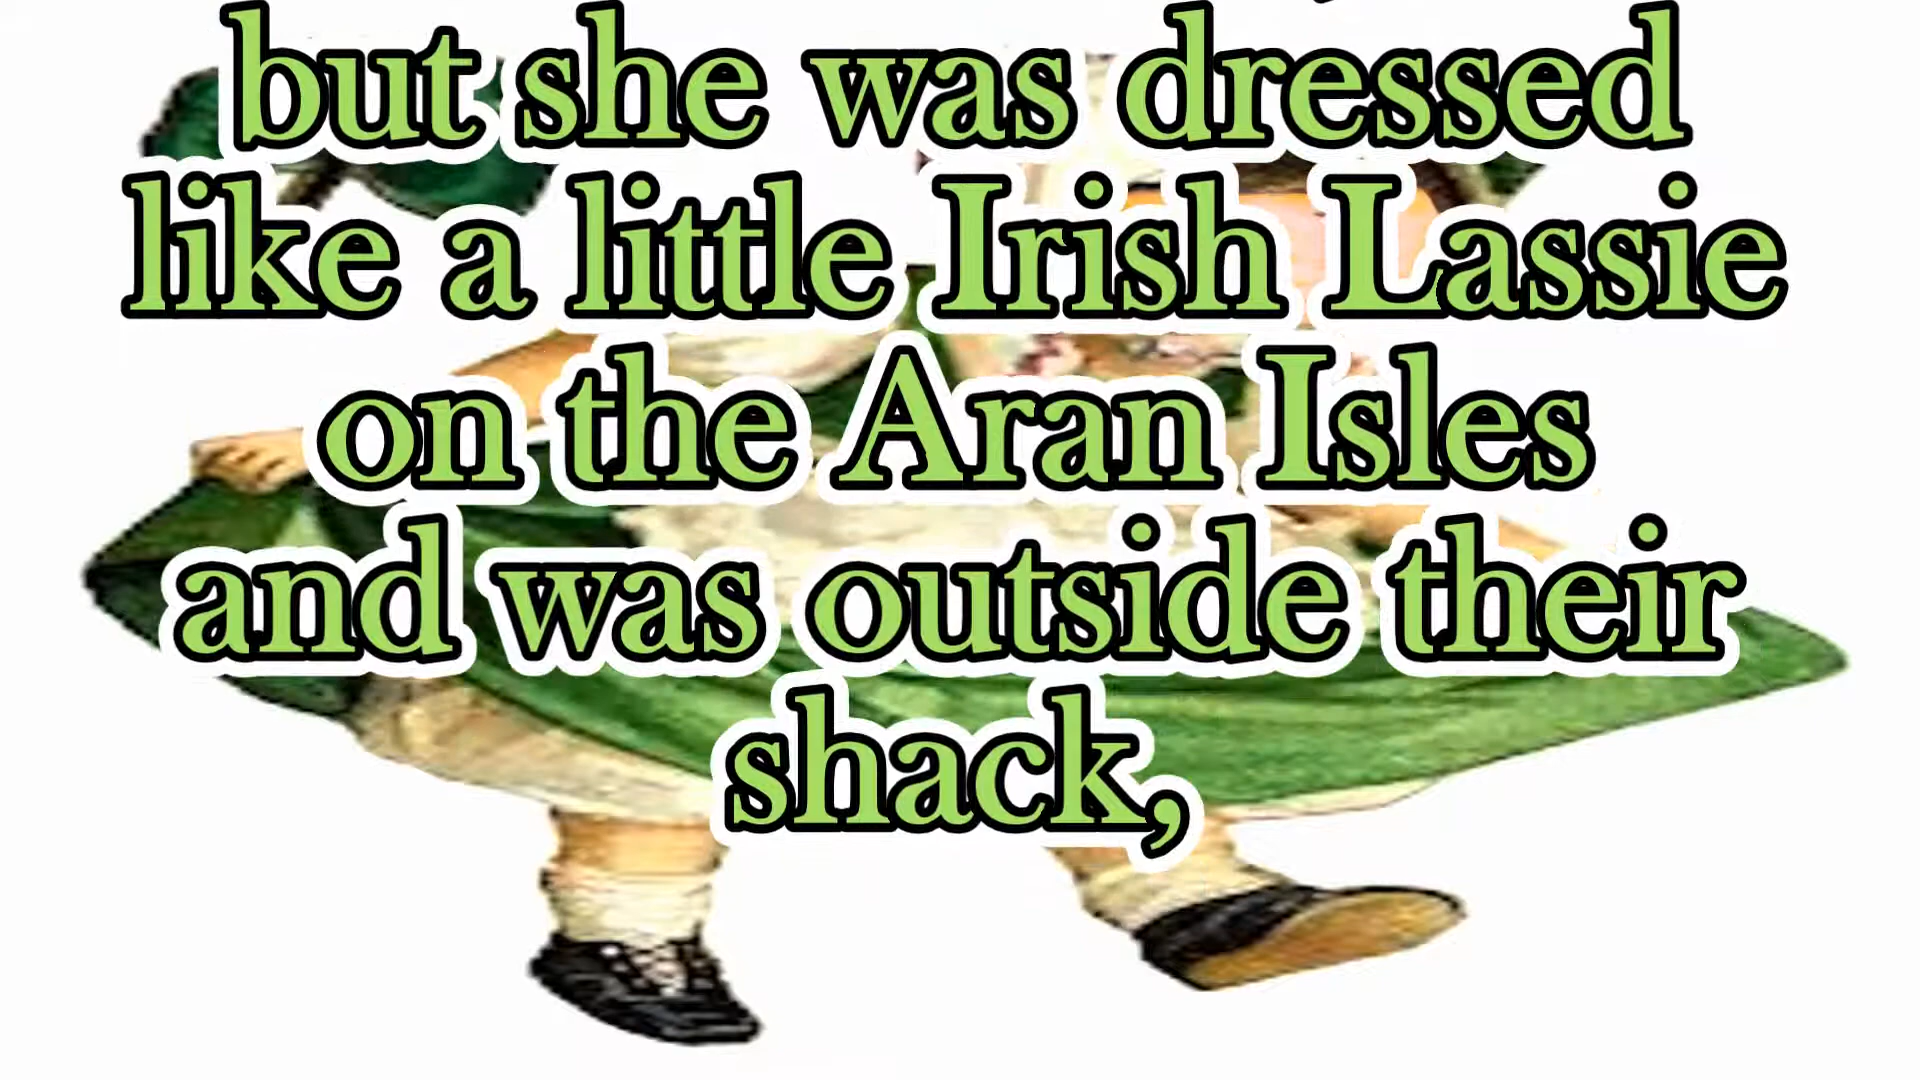 but she was dressed
like a little Irish Lassie
on the Aran Isles
and was outside their
shack,